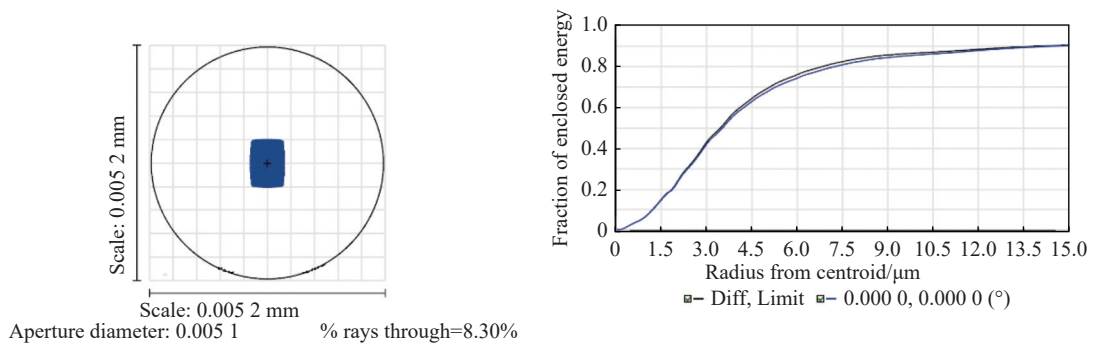 Scale: 0.005 2 mm
Scale: 0.005 2 mm
Aperture diameter: 0.005 1 % rays through=8.30%
Fraction of enclosed energy
1.0
0.8
0.6
0.4
0.2
0
0 1.5 3.0 4.5 6.0 7.5 9.0 10.5 12.0 13.5 15.0
Radius from centroid/μm
Diff, Limit 0.000 0, 0.000 0 (°)